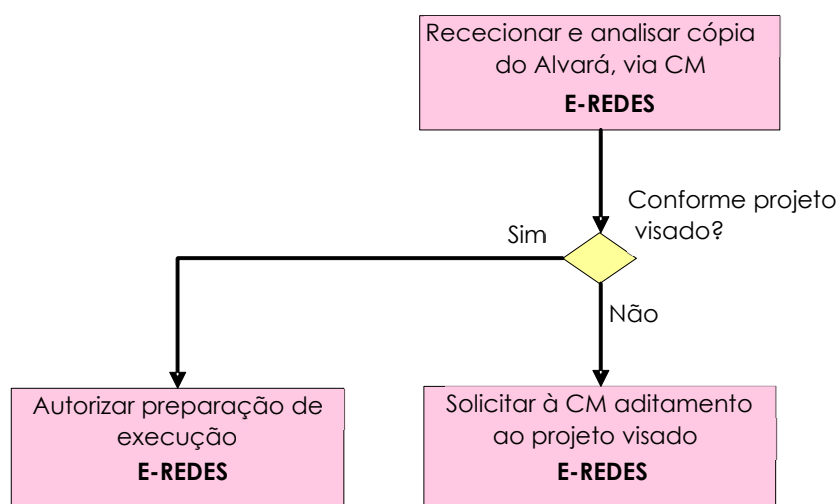 Rececionar e analisar cópia
do Alvará, via CM
E-REDES
Conforme projeto
visado?
Sim
Não
Autorizar preparação de
execução
E-REDES
Solicitar à CM aditamento
ao projeto visado
E-REDES